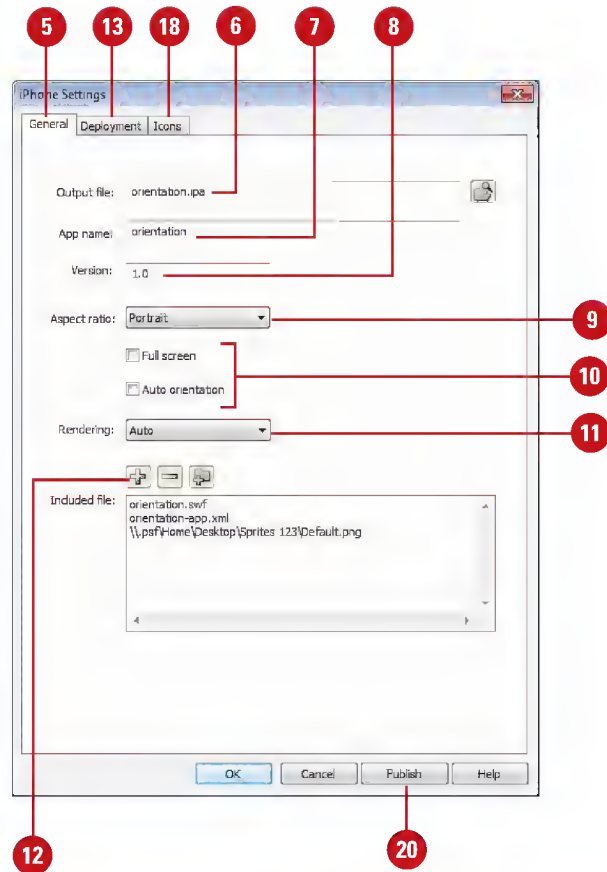 5 13 18 6 7 8
iPhone Settings
General Deployment Icons
Output file: orientation.ipa
App name: orientation
Version: 1.0
Aspect ratio: Portrait 9
Full screen
10
Auto orientation
Rendering: Auto 11
Included file: orientation.swf
orientation-app.xml
\\.psf\Home\Desktop\Sprites 123\Default.png
OK Cancel Publish Help
12 20